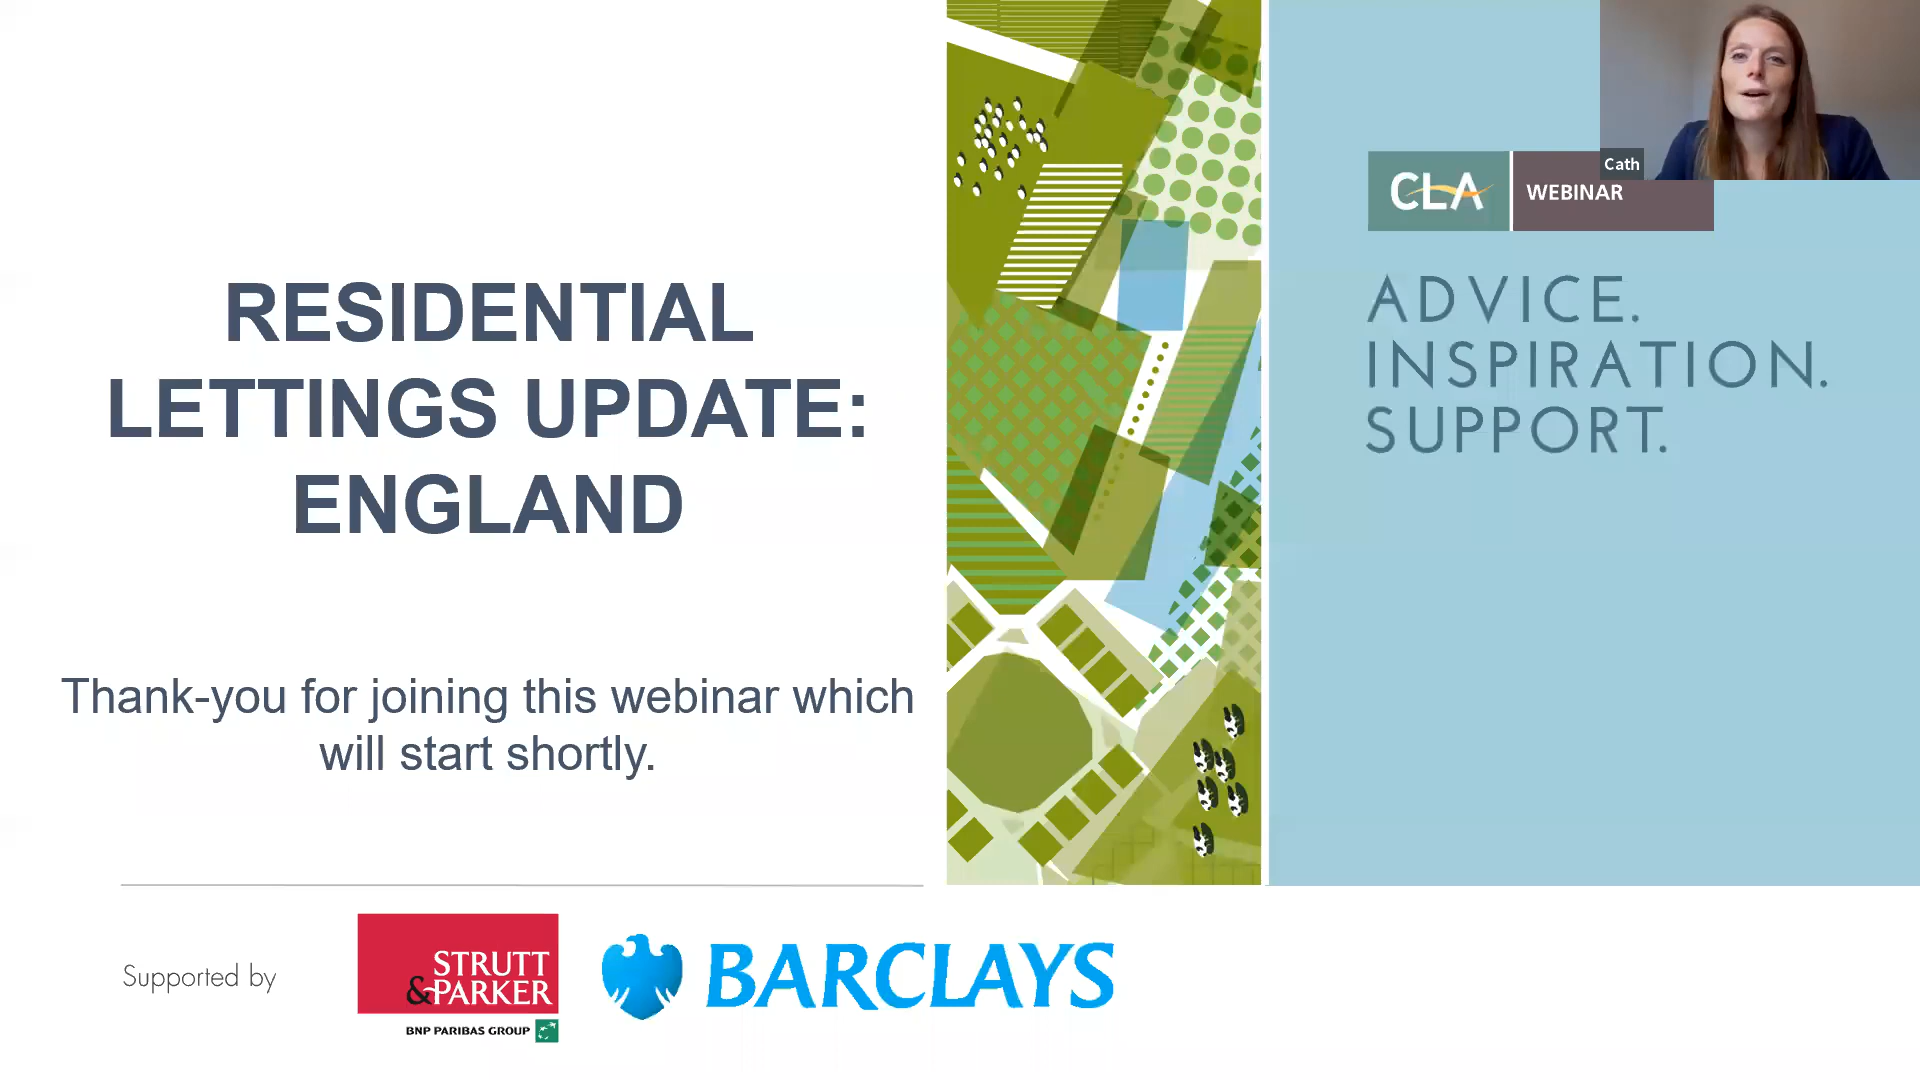 RESIDENTIAL
LETTINGS UPDATE:
ENGLAND
Thank-you for joining this webinar which
will start shortly.
Cath
CLA
WEBINAR
ADVICE.
INSPIRATION.
SUPPORT.
Supported by
STRUTT
&PARKER
BNP PARIBAS GROUP
BARCLAYS